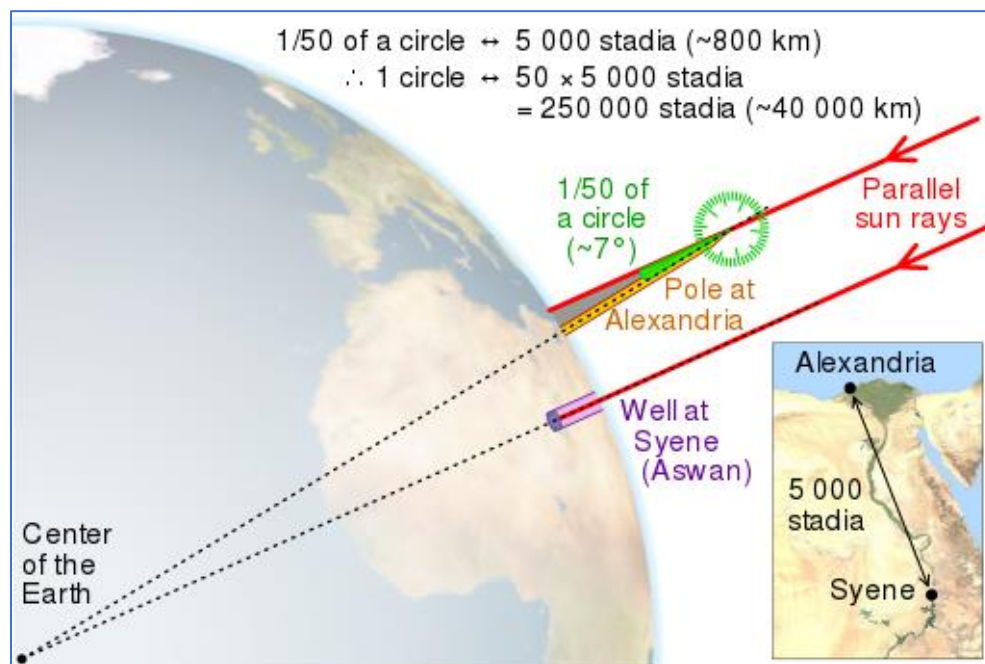 1/50 of a circle ↔ 5 000 stadia (~800 km)
∴ 1 circle ↔ 50 × 5 000 stadia
= 250 000 stadia (~40 000 km)
1/50 of
a circle
(~7°)
Parallel
sun rays
Pole at
Alexandria
Well at
Syene
(Aswan)
Center
of the
Earth
Alexandria
5 000
stadia
Syene